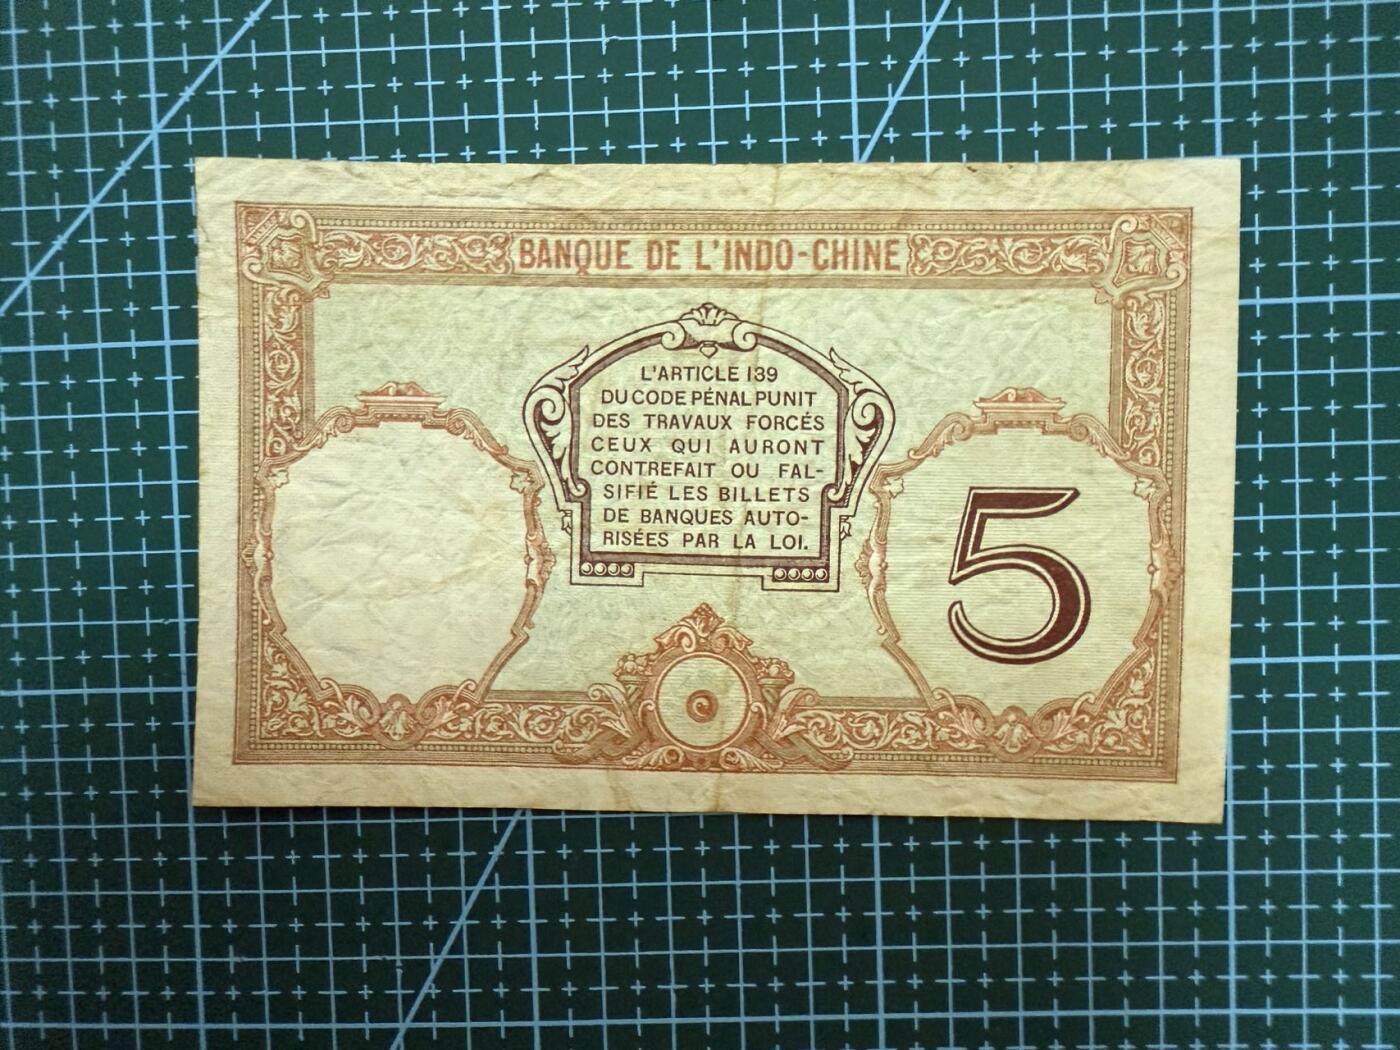 BANQUE DE L'INDO-CHINE
L'ARTICLE 139
DU CODE PÉNAL PUNIT
DES TRAVAUX FORCÉS
CEUX QUI AURONT
CONTREFAIT OU FAL-
SIFIÉ LES BILLETS
DE BANQUES AUTO-
RISÉES PAR LA LOI.
5